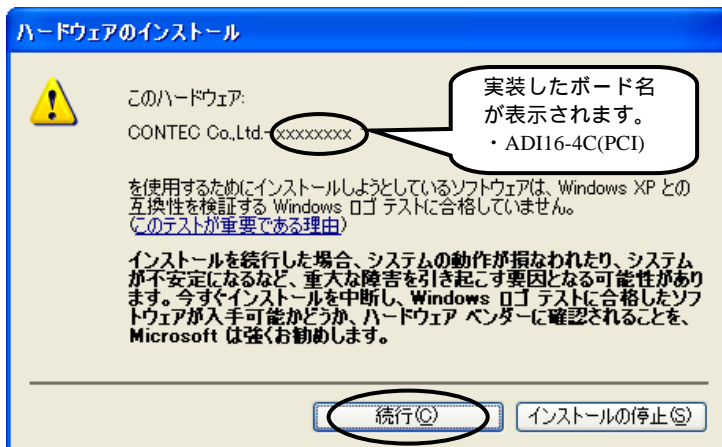 ハードウェアのインストール
このハードウェア:
CONTEC Co.,Ltd.-xxxxxxxx
実装したボード名
が表示されます。
・ADI16-4C(PCI)
を使用するためにインストールしようとしているソフトウェアは、Windows XP との
互換性を検証する Windows ロゴ テストに合格していません。
(このテストが重要である理由)
インストールを続行した場合、システムの動作が損なわれたり、システム
が不安定になるなど、重大な障害を引き起こす要因となる可能性があり
ます。今すぐインストールを中断し、Windows ロゴ テストに合格したソフ
トウェアが入手可能かどうか、ハードウェア ベンダーに確認されることを、
Microsoft は強くお勧めします。
続行(C)
インストールの停止(S)